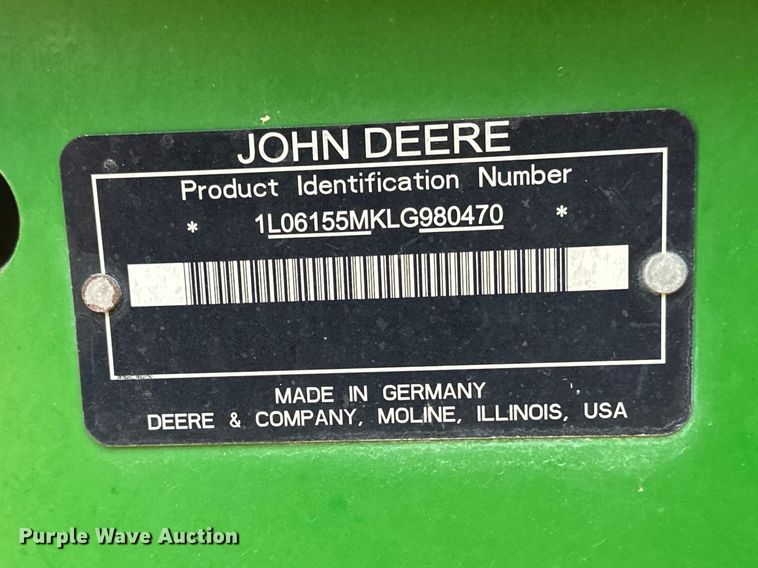 JOHN DEERE
Product Identification Number
* 1L06155MKLG980470 *
MADE IN GERMANY
DEERE & COMPANY, MOLINE, ILLINOIS, USA
Purple Wave Auction